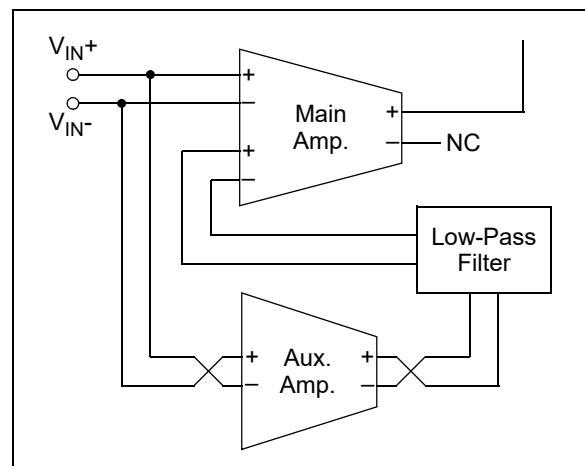 V_IN+
V_IN-
+
−
+
−
Main
Amp.
+
−
NC
Low-Pass
Filter
+
−
Aux.
Amp.
+
−